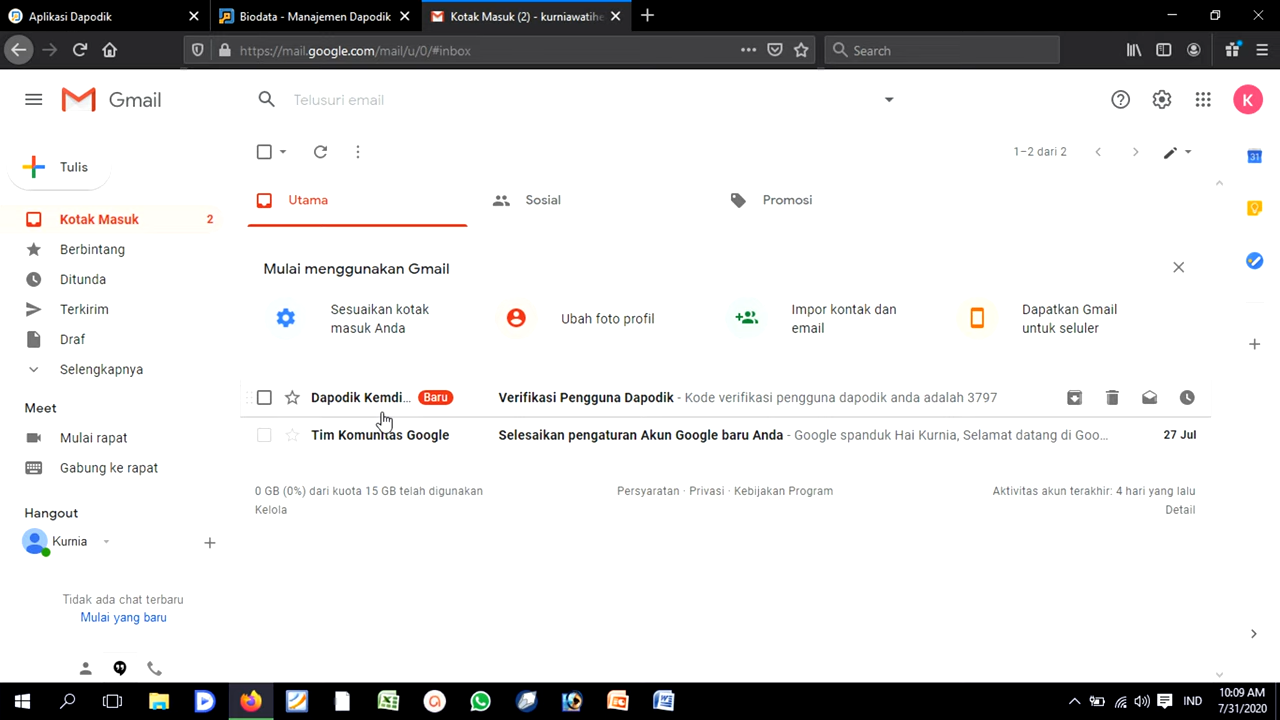 Aplikasi Dapodik
Biodata - Manajemen Dapodik
Kotak Masuk (2) - kurniawatihe
https://mail.google.com/mail/u/0/#inbox
Search
Gmail
Telusuri email
K
Tulis
1–2 dari 2
31
Kotak Masuk 2
Utama
Sosial
Promosi
Berbintang
Ditunda
Terkirim
Draf
Selengkapnya
Mulai menggunakan Gmail
Sesuaikan kotak
masuk Anda
Ubah foto profil
Impor kontak dan
email
Dapatkan Gmail
untuk seluler
Dapodik Kemdi... Baru Verifikasi Pengguna Dapodik - Kode verifikasi pengguna dapodik anda adalah 3797
Tim Komunitas Google Selesaikan pengaturan Akun Google baru Anda - Google spanduk Hai Kurnia, Selamat datang di Goo... 27 Jul
Meet
Mulai rapat
Gabung ke rapat
0 GB (0%) dari kuota 15 GB telah digunakan
Kelola
Persyaratan · Privasi · Kebijakan Program
Aktivitas akun terakhir: 4 hari yang lalu
Detail
Hangout
Kurnia
Tidak ada chat terbaru
Mulai yang baru
IND
10:09 AM
7/31/2020